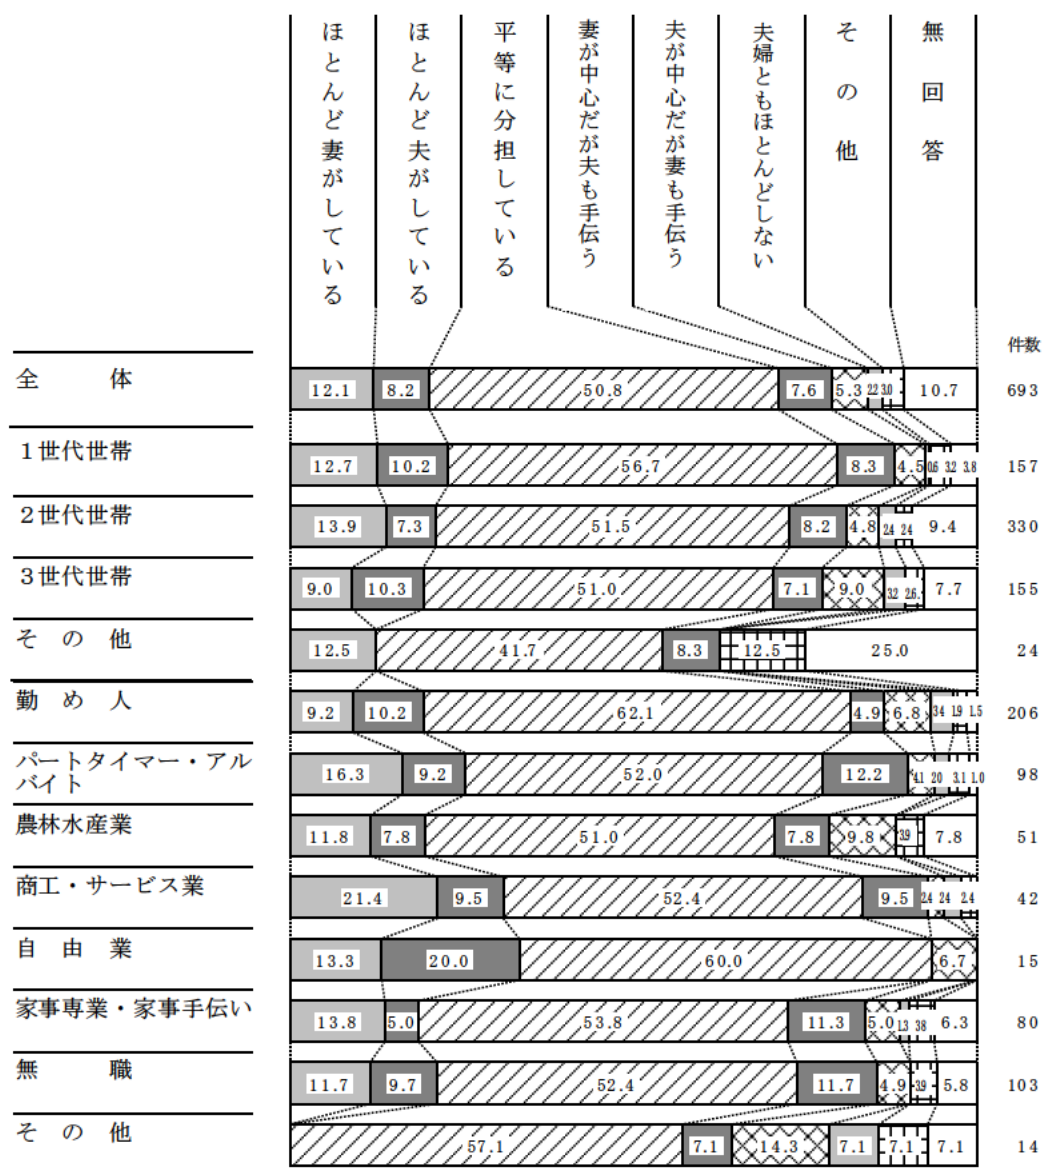 ほとんど妻がしている
ほとんど夫がしている
平等に分担している
妻が中心だが夫も手伝う
夫が中心だが妻も手伝う
夫婦ともほとんどしない
その他
無回答
件数
全体
12.1 8.2 50.8 7.6 5.3 2.2 3.0 10.7 693
1世代世帯
12.7 10.2 56.7 8.3 4.5 0.6 3.2 3.8 157
2世代世帯
13.9 7.3 51.5 8.2 4.8 2.4 2.4 9.4 330
3世代世帯
9.0 10.3 51.0 7.1 9.0 3.2 2.6 7.7 155
その他
12.5 41.7 8.3 12.5 25.0 24
勤め人
9.2 10.2 62.1 4.9 6.8 3.4 1.9 1.5 206
パートタイマー・アル
バイト
16.3 9.2 52.0 12.2 4.1 2.0 3.1 1.0 98
農林水産業
11.8 7.8 51.0 7.8 9.8 3.9 7.8 51
商工・サービス業
21.4 9.5 52.4 9.5 2.4 2.4 2.4 42
自由業
13.3 20.0 60.0 6.7 15
家事専業・家事手伝い
13.8 5.0 53.8 11.3 5.0 1.3 3.8 6.3 80
無職
11.7 9.7 52.4 11.7 4.9 3.9 5.8 103
その他
57.1 7.1 14.3 7.1 7.1 7.1 14